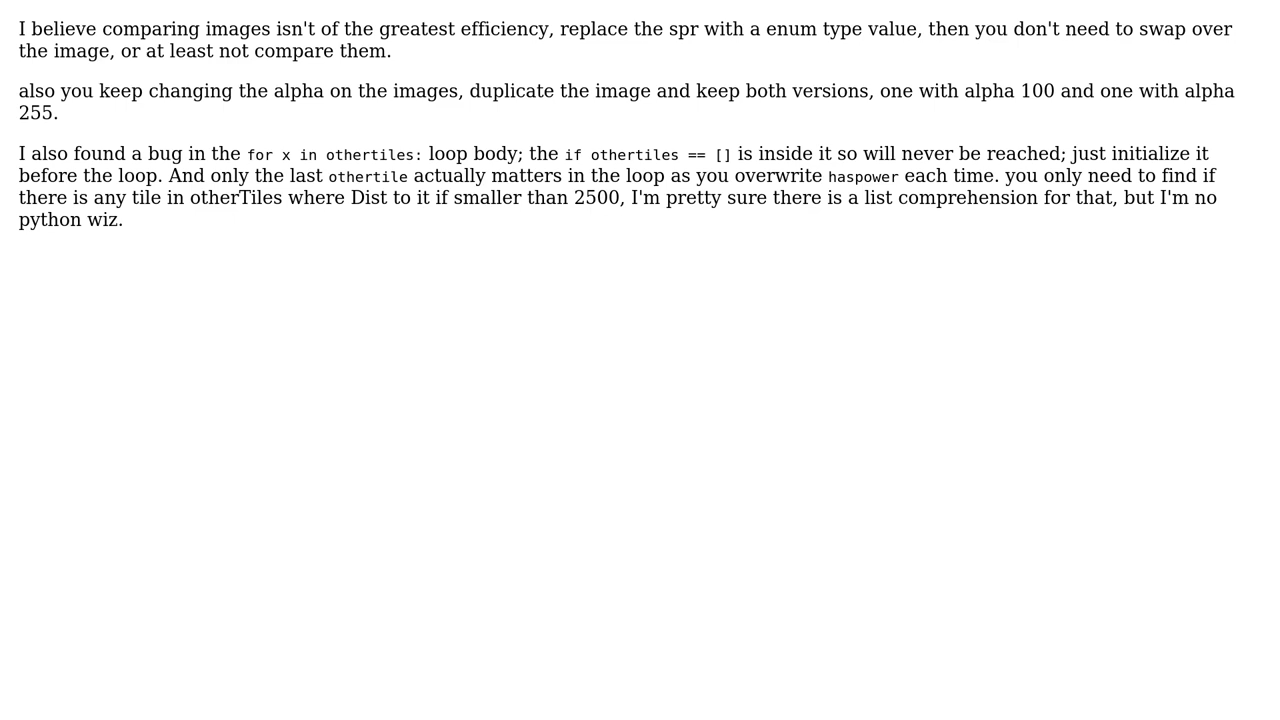 I believe comparing images isn't of the greatest efficiency, replace the spr with a enum type value, then you don't need to swap over
the image, or at least not compare them.
also you keep changing the alpha on the images, duplicate the image and keep both versions, one with alpha 100 and one with alpha
255.
I also found a bug in the for x in othertiles: loop body; the if othertiles == [] is inside it so will never be reached; just initialize it
before the loop. And only the last othertile actually matters in the loop as you overwrite haspower each time. you only need to find if
there is any tile in otherTiles where Dist to it if smaller than 2500, I'm pretty sure there is a list comprehension for that, but I'm no
python wiz.